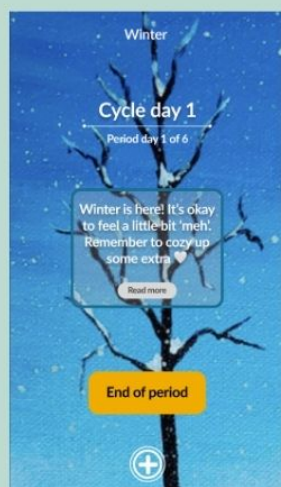 Winter
Cycle day 1
Period day 1 of 6
Winter is here! It's okay
to feel a little bit 'meh'.
Remember to cozy up
some extra 🤍
Read more
End of period